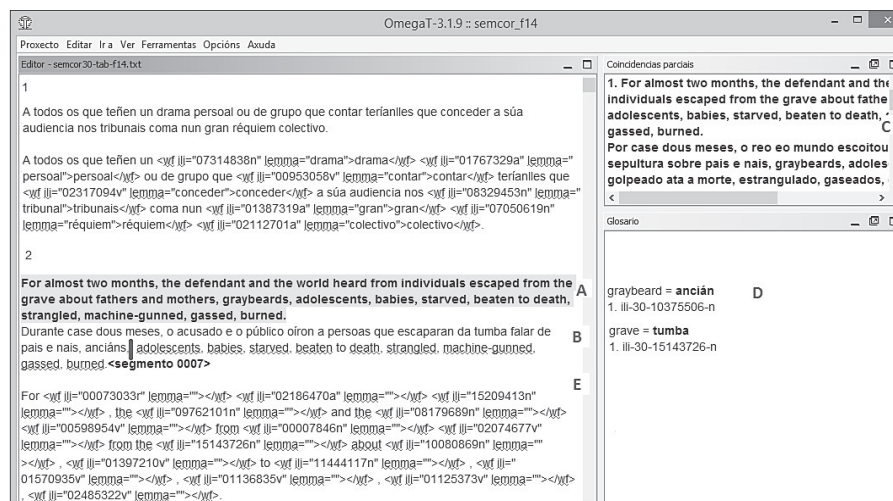 OmegaT-3.1.9 :: semcor_f14
Proxecto Editar Ir a Ver Ferramentas Opcións Axuda
Editor - semcor30-tab-f14.txt
1
A todos os que teñen un drama persoal ou de grupo que contar teríanlles que conceder a súa
audiencia nos tribunais coma nun gran réquiem colectivo.
A todos os que teñen un <wf ili="07314838n" lemma="drama">drama</wf> <wf ili="01767329a" lemma="
persoal">persoal</wf> ou de grupo que <wf ili="00953058v" lemma="contar">contar</wf> teríanlles que
<wf ili="02317094v" lemma="conceder">conceder</wf> a súa audiencia nos <wf ili="08329453n" lemma="
tribunal">tribunais</wf> coma nun <wf ili="01387319a" lemma="gran">gran</wf> <wf ili="07050619n"
lemma="réquiem">réquiem</wf> <wf ili="02112701a" lemma="colectivo">colectivo</wf>.
2
For almost two months, the defendant and the world heard from individuals escaped from the
grave about fathers and mothers, graybeards, adolescents, babies, starved, beaten to death,
strangled, machine-gunned, gassed, burned.
A
Durante case dous meses, o acusado e o público oíron a persoas que escaparan da tumba falar de
pais e nais, anciáns, adolescents, babies, starved, beaten to death, strangled, machine-gunned,
gassed, burned.<segmento 0007>
B
E
For <wf ili="00073033r" lemma=""></wf> <wf ili="02186470a" lemma=""></wf> <wf ili="15209413n"
lemma=""></wf> , the <wf ili="09762101n" lemma=""></wf> and the <wf ili="08179689n" lemma=""></wf>
<wf ili="00598954v" lemma=""></wf> from <wf ili="00007846n" lemma=""></wf> <wf ili="02074677v"
lemma=""></wf> from the <wf ili="15143726n" lemma=""></wf> about <wf ili="10080869n" lemma=""
></wf> , <wf ili="01397210v" lemma=""></wf> to <wf ili="11444117n" lemma=""></wf> , <wf ili="
01570935v" lemma=""></wf> , <wf ili="01136835v" lemma=""></wf> , <wf ili="01125373v" lemma=""></wf>
, <wf ili="02485322v" lemma=""></wf>.
Coincidencias parciais
1. For almost two months, the defendant and the
individuals escaped from the grave about fathe
adolescents, babies, starved, beaten to death,
gassed, burned.
C
Por case dous meses, o reo eo mundo escoitou
sepultura sobre pais e nais, graybeards, adoles
golpeado ata a morte, estrangulado, gaseados,
Glosario
graybeard = ancián
1. ili-30-10375506-n
D
grave = tumba
1. ili-30-15143726-n